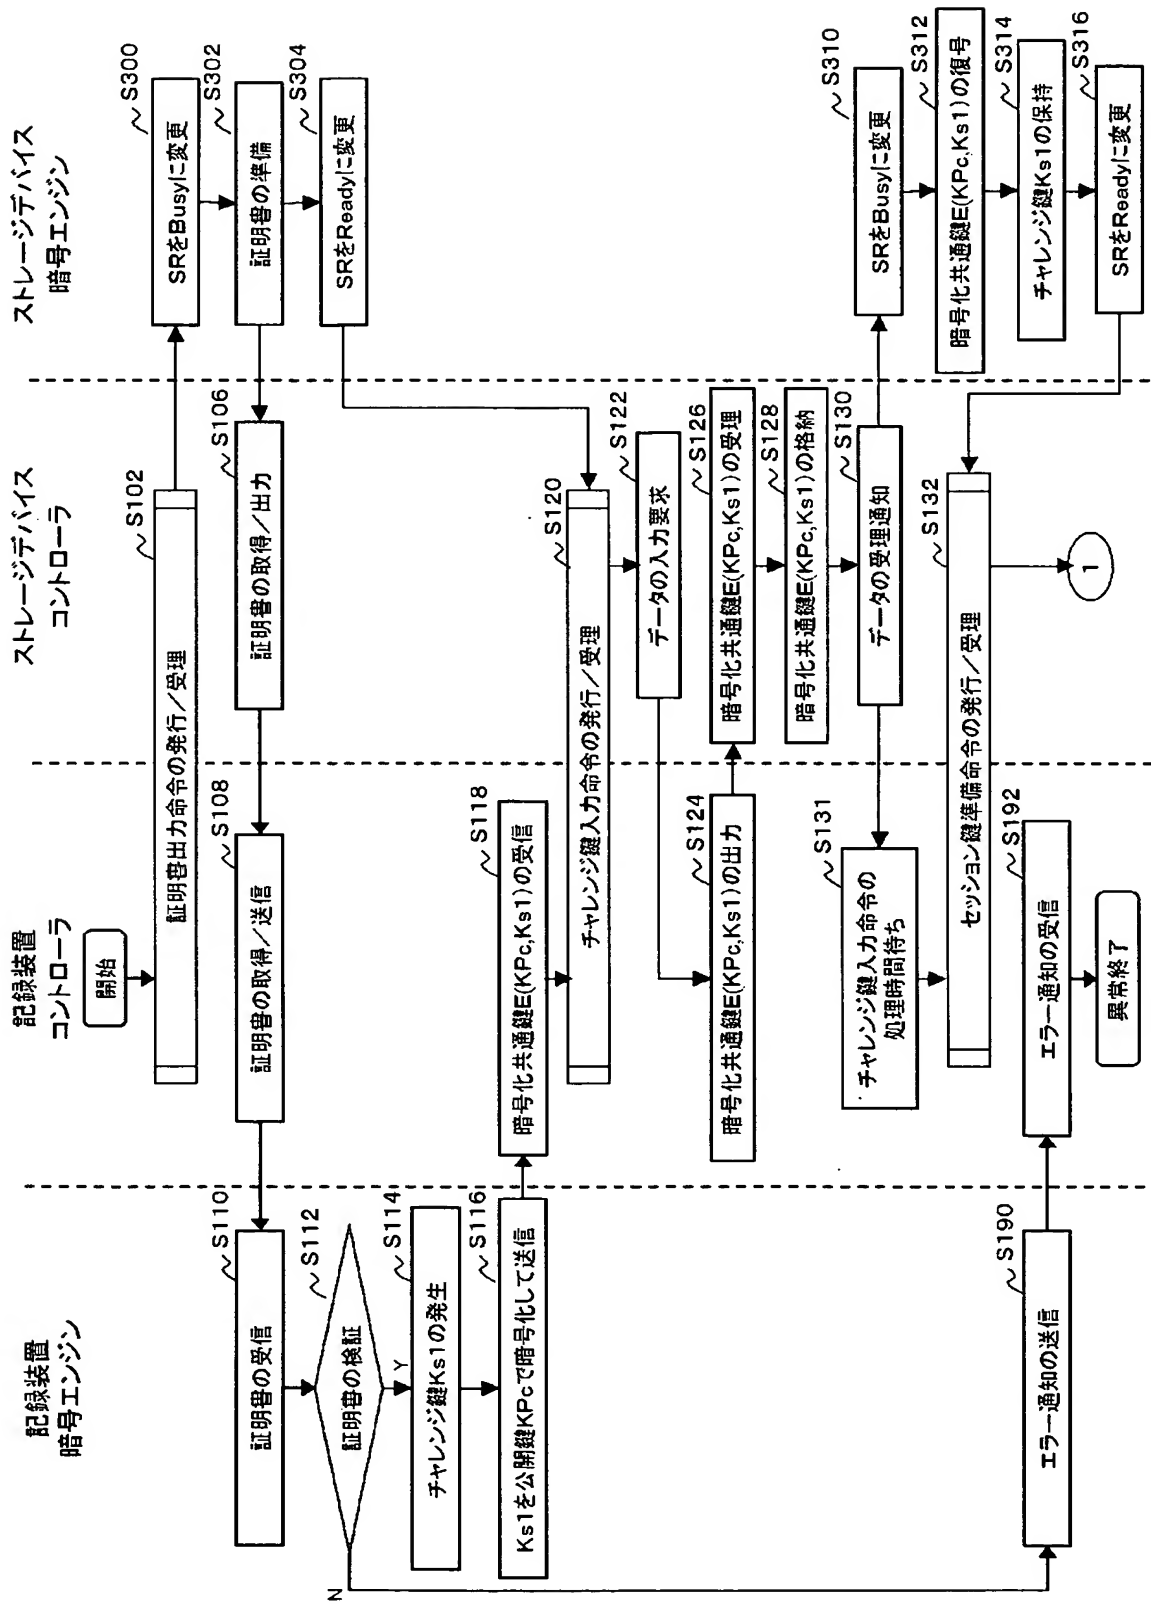 記録装置
暗号エンジン
記録装置
コントローラ
ストレージデバイス
コントローラ
ストレージデバイス
暗号エンジン
開始
証明書出力命令の発行／受理
S102
SRをBusyに変更
S300
証明書の準備
S302
SRをReadyに変更
S304
証明書の取得／出力
S106
証明書の取得／送信
S108
証明書の受信
S110
証明書の検証
S112
Y
N
チャレンジ鍵Ks1の発生
S114
Ks1を公開鍵KPcで暗号化して送信
S116
暗号化共通鍵E(KPc,Ks1)の受信
S118
チャレンジ鍵入力命令の発行／受理
S120
データの入力要求
S122
暗号化共通鍵E(KPc,Ks1)の出力
S124
暗号化共通鍵E(KPc,Ks1)の受理
S126
暗号化共通鍵E(KPc,Ks1)の格納
S128
データの受理通知
S130
チャレンジ鍵入力命令の
処理時間待ち
S131
SRをBusyに変更
S310
暗号化共通鍵E(KPc,Ks1)の復号
S312
チャレンジ鍵Ks1の保持
S314
SRをReadyに変更
S316
セッション鍵準備命令の発行／受理
S132
1
エラー通知の送信
S190
エラー通知の受信
S192
異常終了